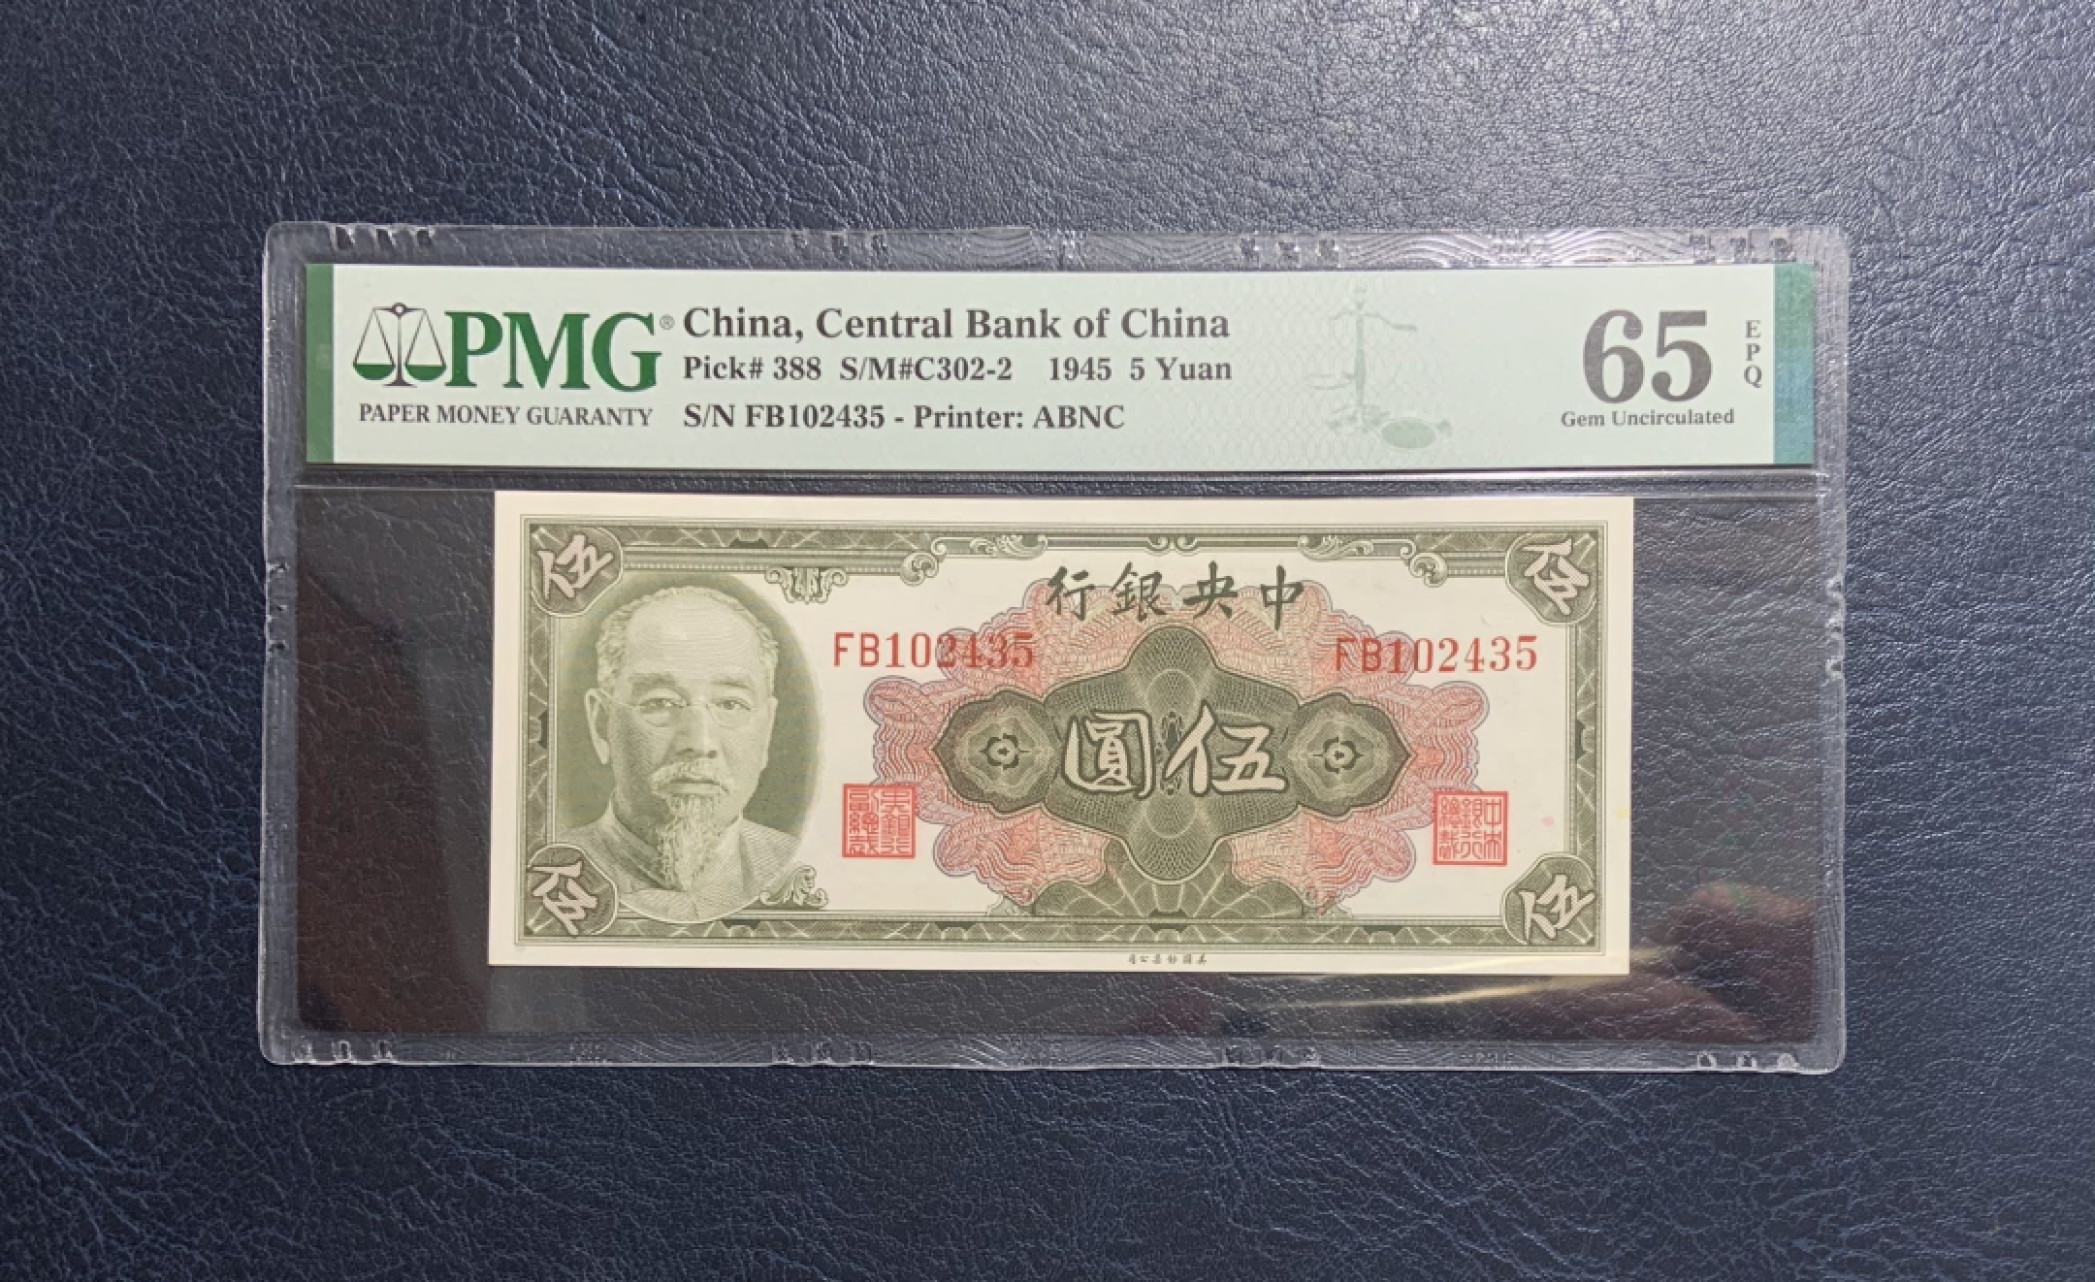 PMG®
PAPER MONEY GUARANTY
China, Central Bank of China
Pick# 388 S/M#C302-2 1945 5 Yuan
S/N FB102435 - Printer: ABNC
65
EPQ
Gem Uncirculated
伍
伍
行銀央中
FB102435
FB102435
圓伍
伍
伍